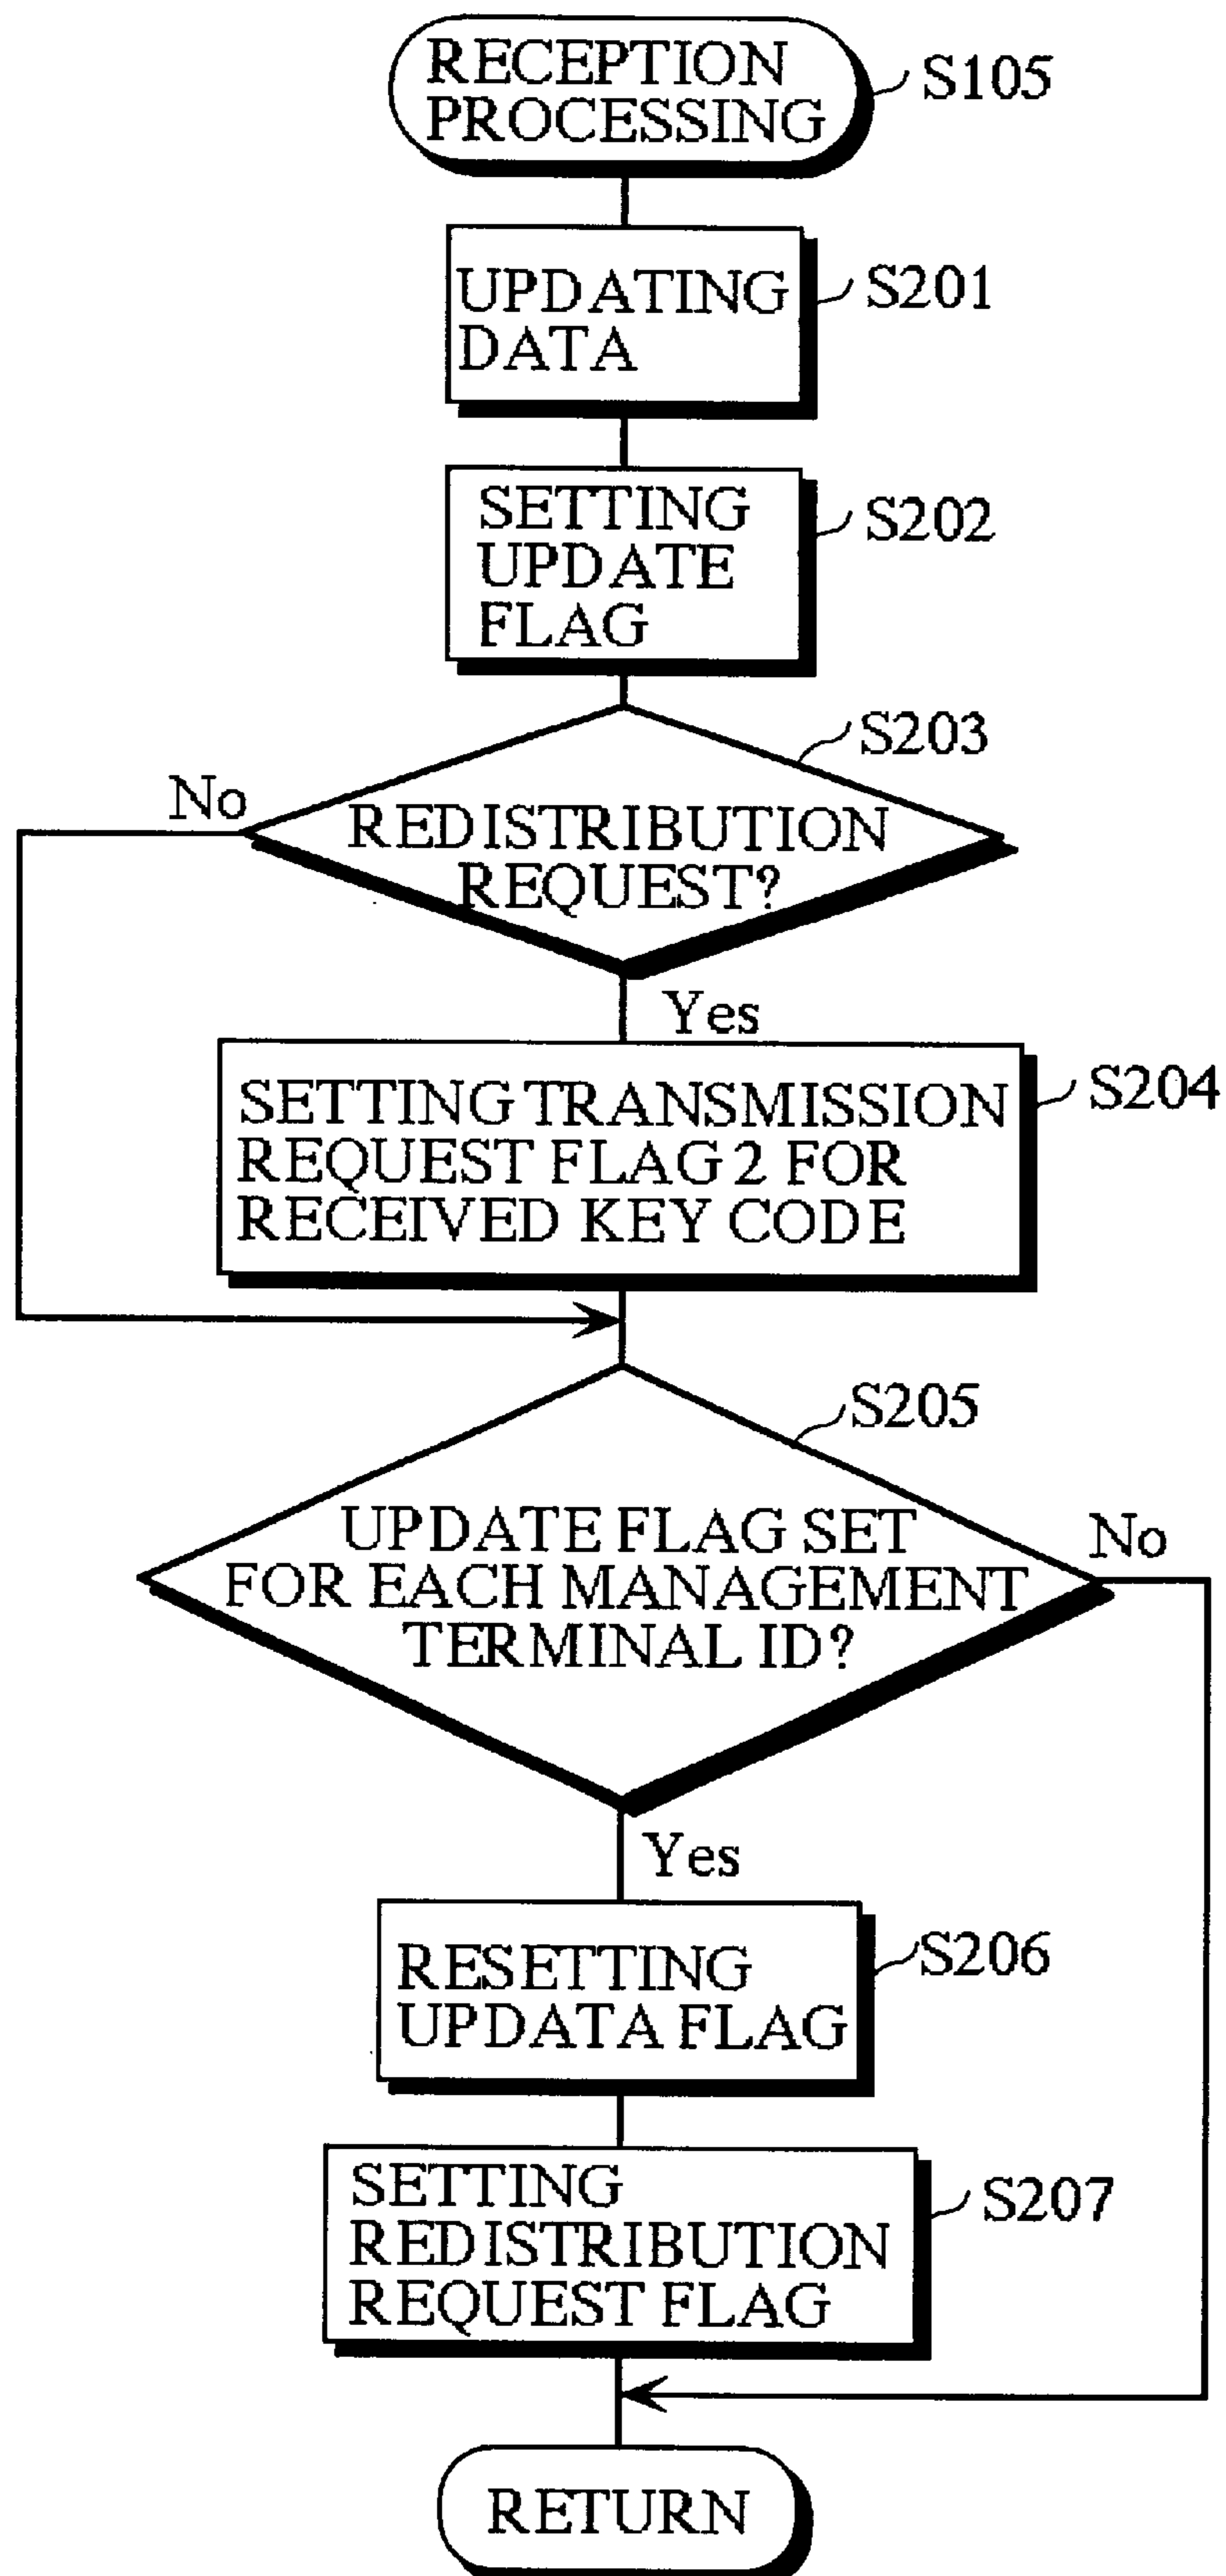 RECEPTION
PROCESSING
S105
UPDATING
DATA
S201
SETTING
UPDATE
FLAG
S202
S203
No
REDISTRIBUTION
REQUEST?
Yes
SETTING TRANSMISSION
REQUEST FLAG 2 FOR
RECEIVED KEY CODE
S204
S205
UPDATE FLAG SET
FOR EACH MANAGEMENT
TERMINAL ID?
No
Yes
RESETTING
UPDATA FLAG
S206
SETTING
REDISTRIBUTION
REQUEST FLAG
S207
RETURN